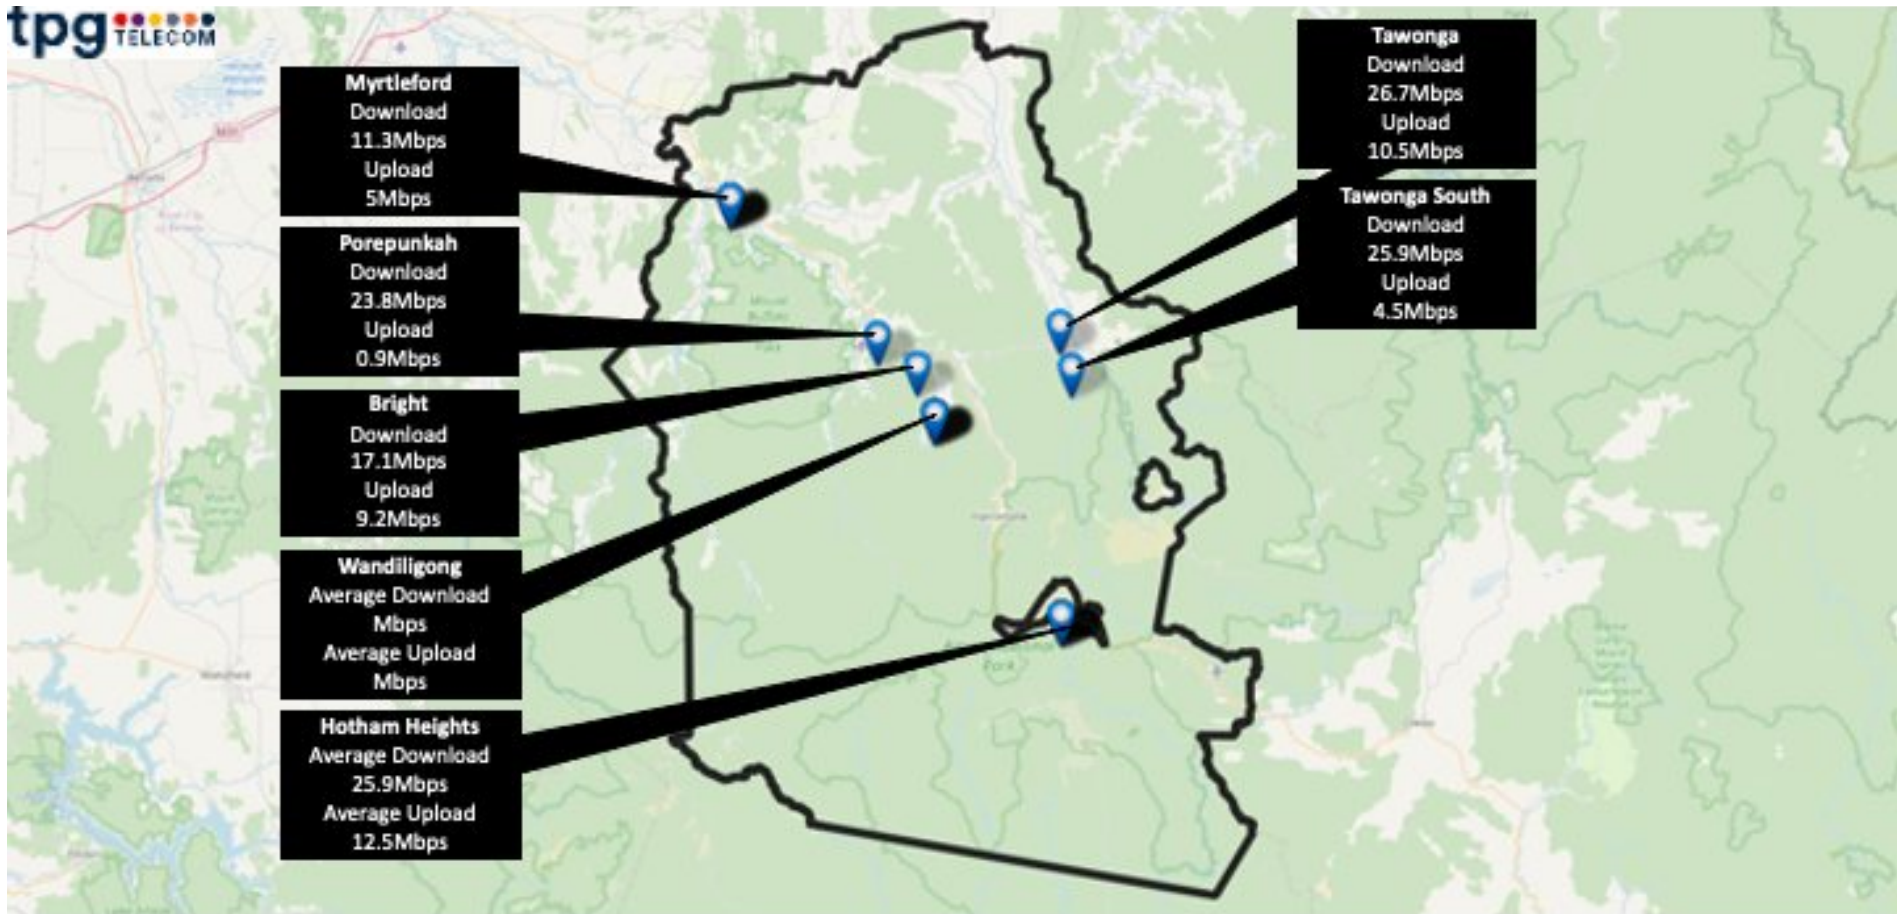 tpg
TELECOM
Myrtleford
Download
11.3Mbps
Upload
5Mbps
Porepunkah
Download
23.8Mbps
Upload
0.9Mbps
Bright
Download
17.1Mbps
Upload
9.2Mbps
Wandiligong
Average Download
Mbps
Average Upload
Mbps
Hotham Heights
Average Download
25.9Mbps
Average Upload
12.5Mbps
Tawonga
Download
26.7Mbps
Upload
10.5Mbps
Tawonga South
Download
25.9Mbps
Upload
4.5Mbps
Park